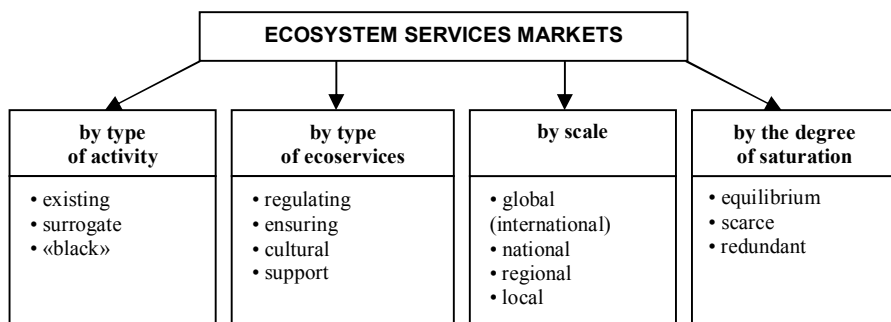 ECOSYSTEM SERVICES MARKETS
by type
of activity
• existing
• surrogate
• «black»
by type
of ecoservices
• regulating
• ensuring
• cultural
• support
by scale
• global
(international)
• national
• regional
• local
by the degree
of saturation
• equilibrium
• scarce
• redundant